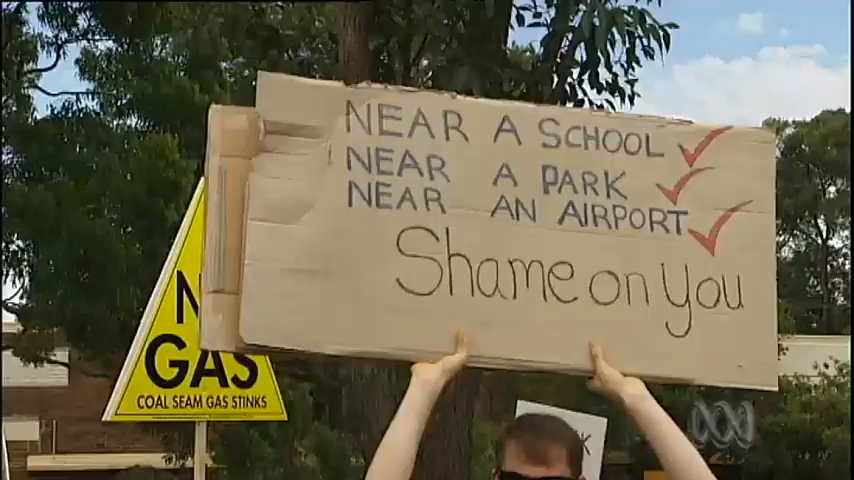 NEAR A SCHOOL ✓
NEAR A PARK ✓
NEAR AN AIRPORT ✓
Shame on you
GAS
COAL SEAM GAS STINKS